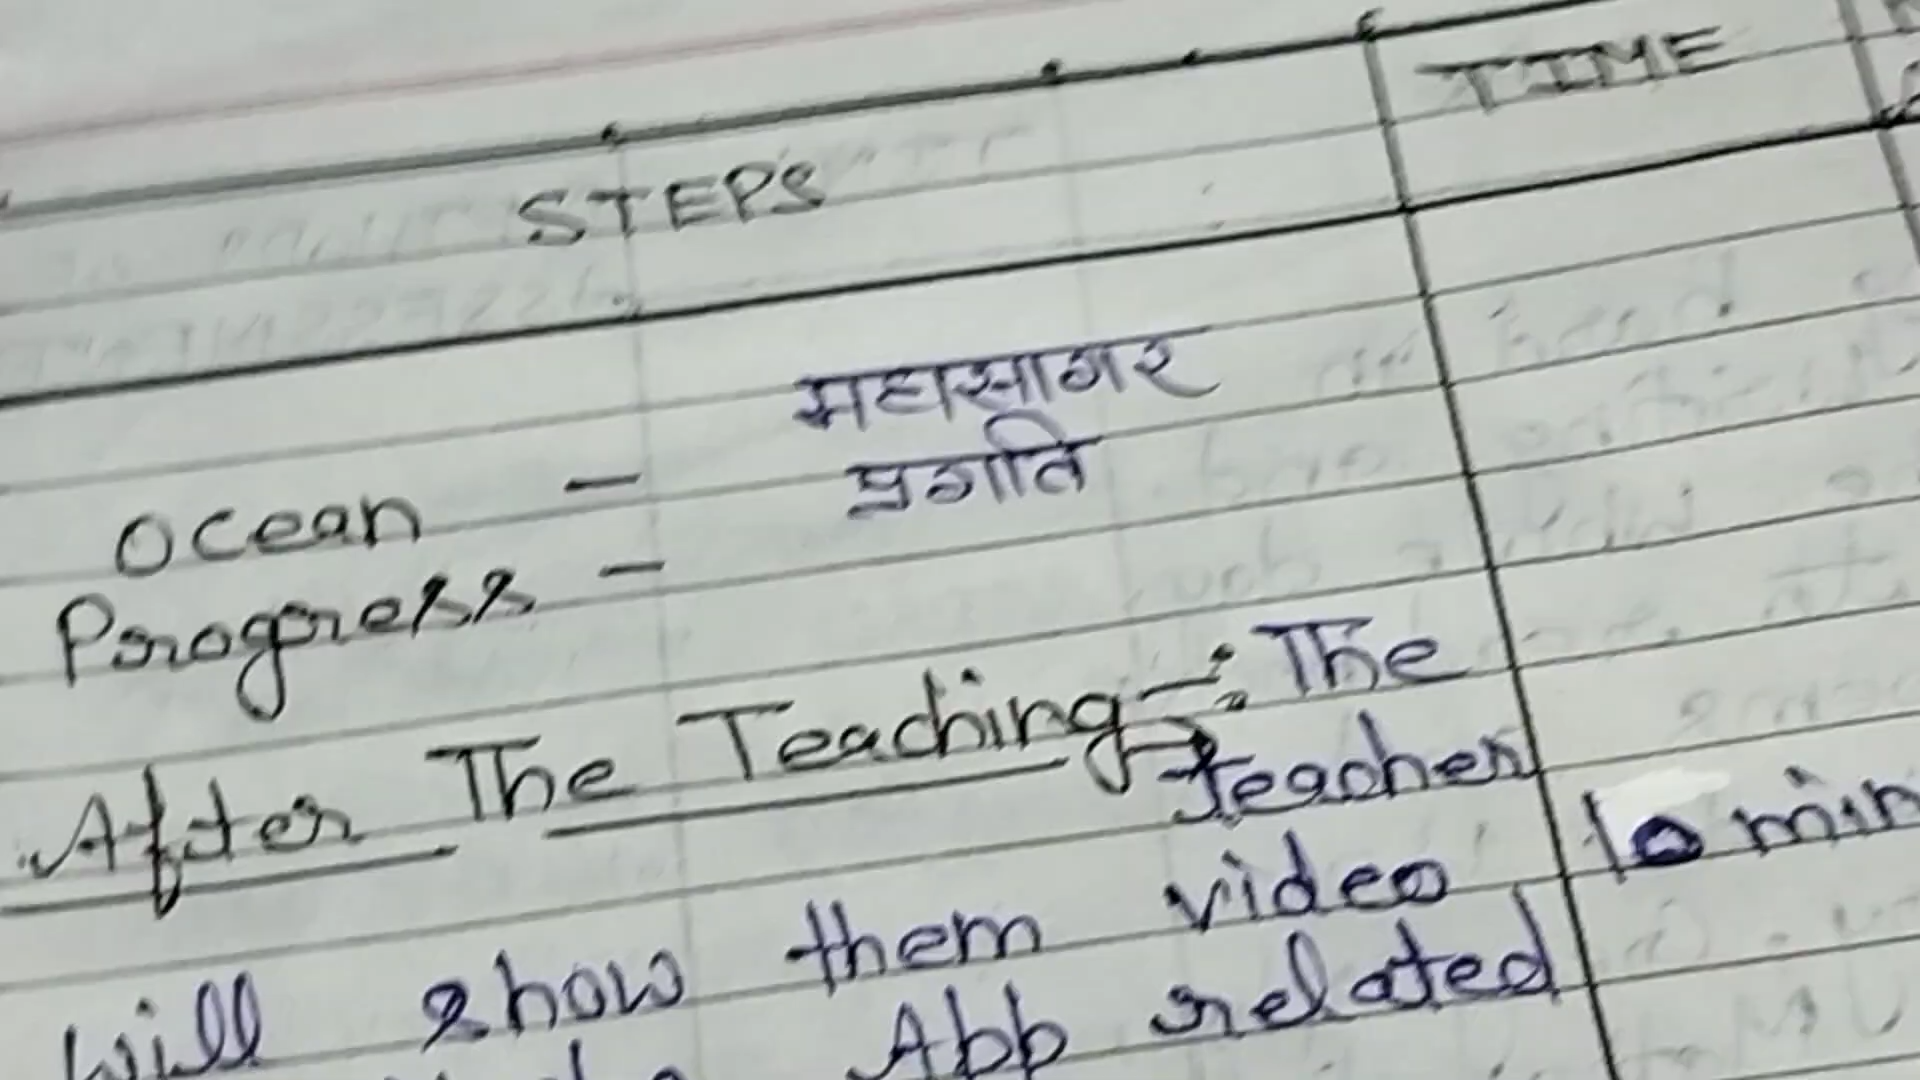 STEPS TIME
Ocean - महासागर
Progress - प्रगति
After The Teaching -: The
teacher
10 min
will show them video
App related